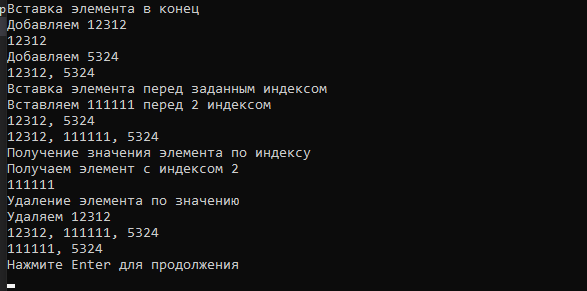 Вставка элемента в конец
Добавляем 12312
12312
Добавляем 5324
12312, 5324
Вставка элемента перед заданным индексом
Вставляем 111111 перед 2 индексом
12312, 5324
12312, 111111, 5324
Получение значения элемента по индексу
Получаем элемент с индексом 2
111111
Удаление элемента по значению
Удаляем 12312
12312, 111111, 5324
111111, 5324
Нажмите Enter для продолжения